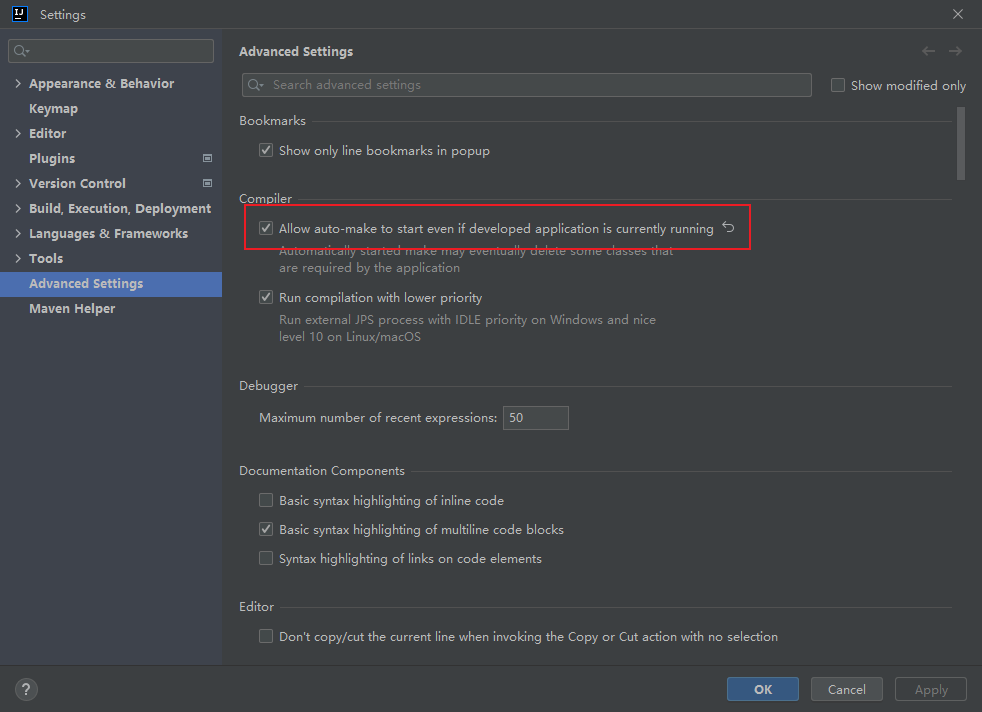 IJ
Settings
Appearance & Behavior
Keymap
Editor
Plugins
Version Control
Build, Execution, Deployment
Languages & Frameworks
Tools
Advanced Settings
Maven Helper
Advanced Settings
Search advanced settings
Show modified only
Bookmarks
Show only line bookmarks in popup
Compiler
Allow auto-make to start even if developed application is currently running
Automatically started make may eventually delete some classes that
are required by the application
Run compilation with lower priority
Run external JPS process with IDLE priority on Windows and nice
level 10 on Linux/macOS
Debugger
Maximum number of recent expressions: 50
Documentation Components
Basic syntax highlighting of inline code
Basic syntax highlighting of multiline code blocks
Syntax highlighting of links on code elements
Editor
Don't copy/cut the current line when invoking the Copy or Cut action with no selection
?
OK
Cancel
Apply